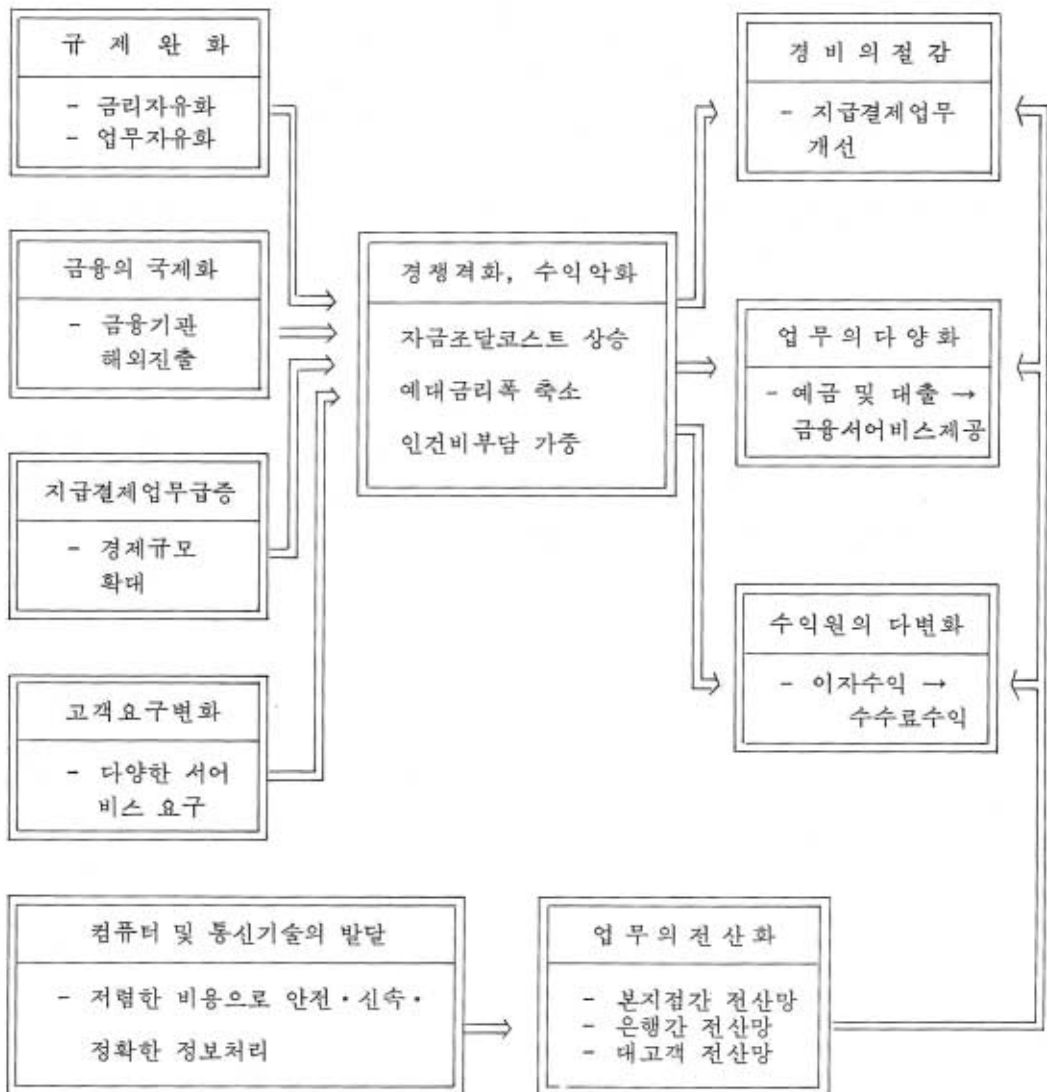 규 제 완 화
- 금리자유화
- 업무자유화
금융의 국제화
- 금융기관
해외진출
지급결제업무급증
- 경제규모
확대
고객요구변화
- 다양한 서어
비스 요구
경쟁격화, 수익악화
자금조달코스트 상승
예대금리폭 축소
인건비부담 가중
경 비 의 절 감
- 지급결제업무
개선
업 무 의 다 양 화
- 예금 및 대출 →
금융서어비스제공
수익원의 다변화
- 이자수익 →
수수료수익
컴퓨터 및 통신기술의 발달
- 저렴한 비용으로 안전·신속·
정확한 정보처리
업 무 의 전 산 화
- 본지점간 전산망
- 은행간 전산망
- 대고객 전산망